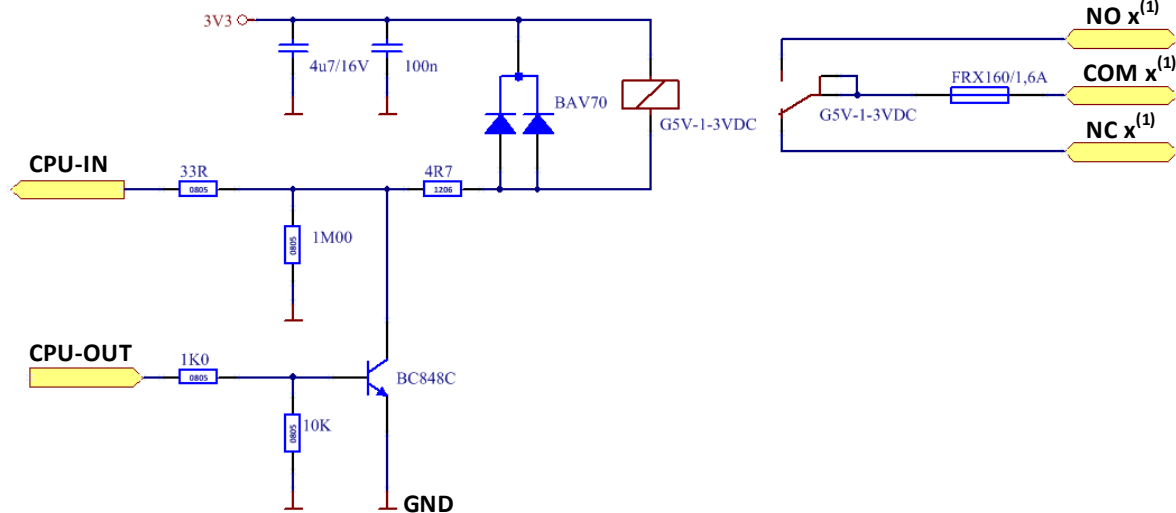 NO x(1)
3V3
4u7/16V
100n
FRX160/1,6A
COM x(1)
BAV70
G5V-1-3VDC
G5V-1-3VDC
NC x(1)
CPU-IN
33R
0805
4R7
1206
0805
1M00
CPU-OUT
1K0
0805
BC848C
0805
10K
GND